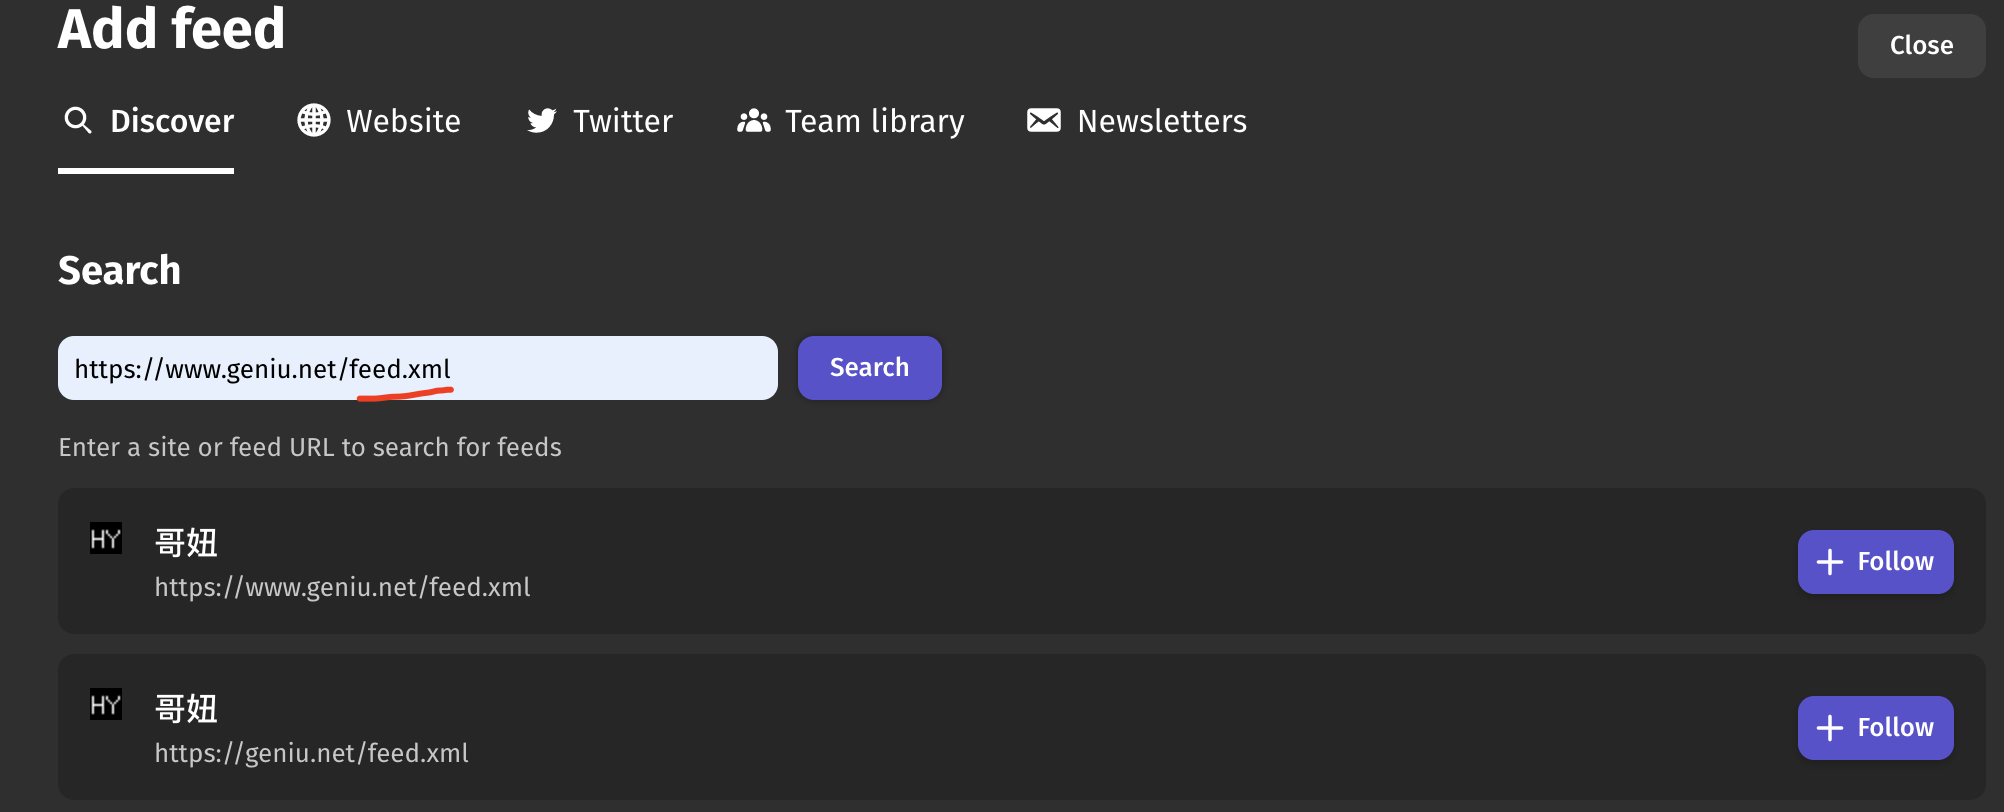 Add feed
Close
Discover
Website
Twitter
Team library
Newsletters
Search
https://www.geniu.net/feed.xml
Search
Enter a site or feed URL to search for feeds
HY
哥妞
https://www.geniu.net/feed.xml
Follow
HY
哥妞
https://geniu.net/feed.xml
Follow